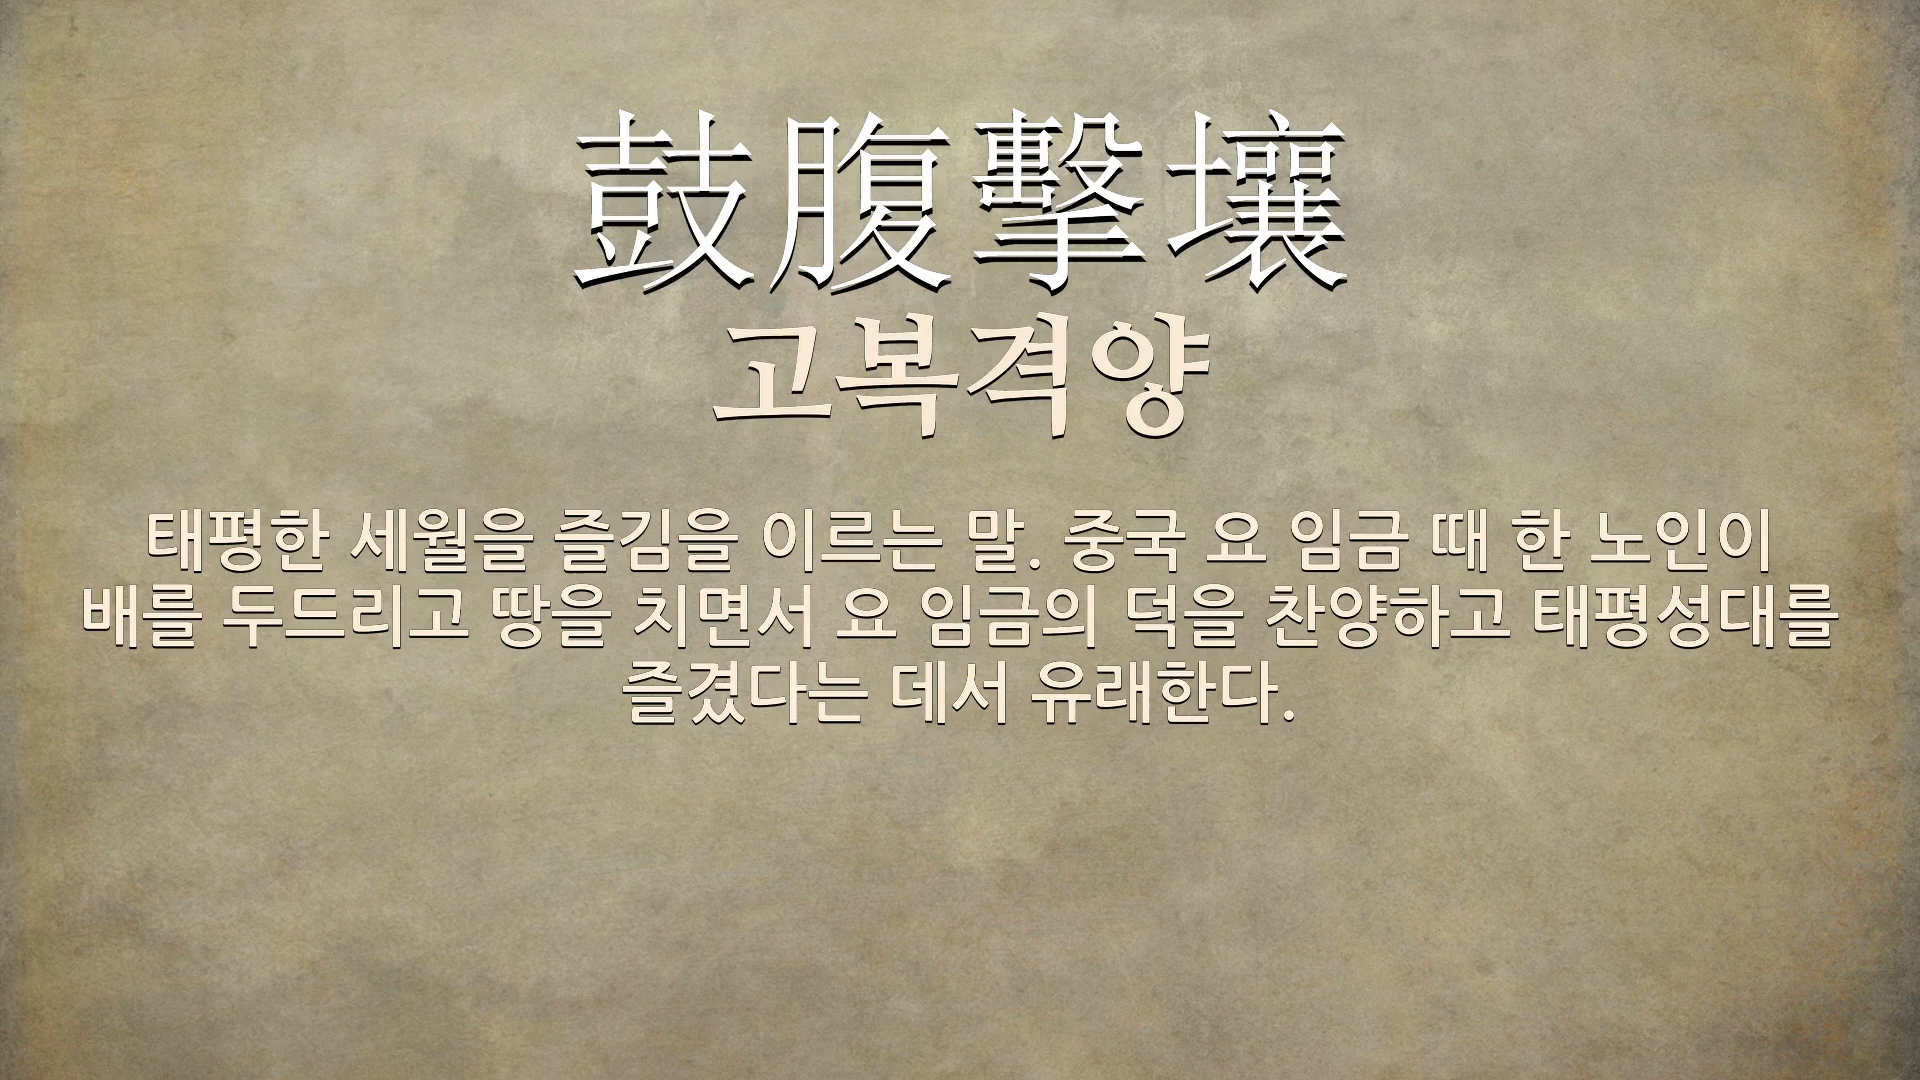 鼓腹擊壤
고복격양
태평한 세월을 즐김을 이르는 말. 중국 요 임금 때 한 노인이
배를 두드리고 땅을 치면서 요 임금의 덕을 찬양하고 태평성대를
즐겼다는 데서 유래한다.